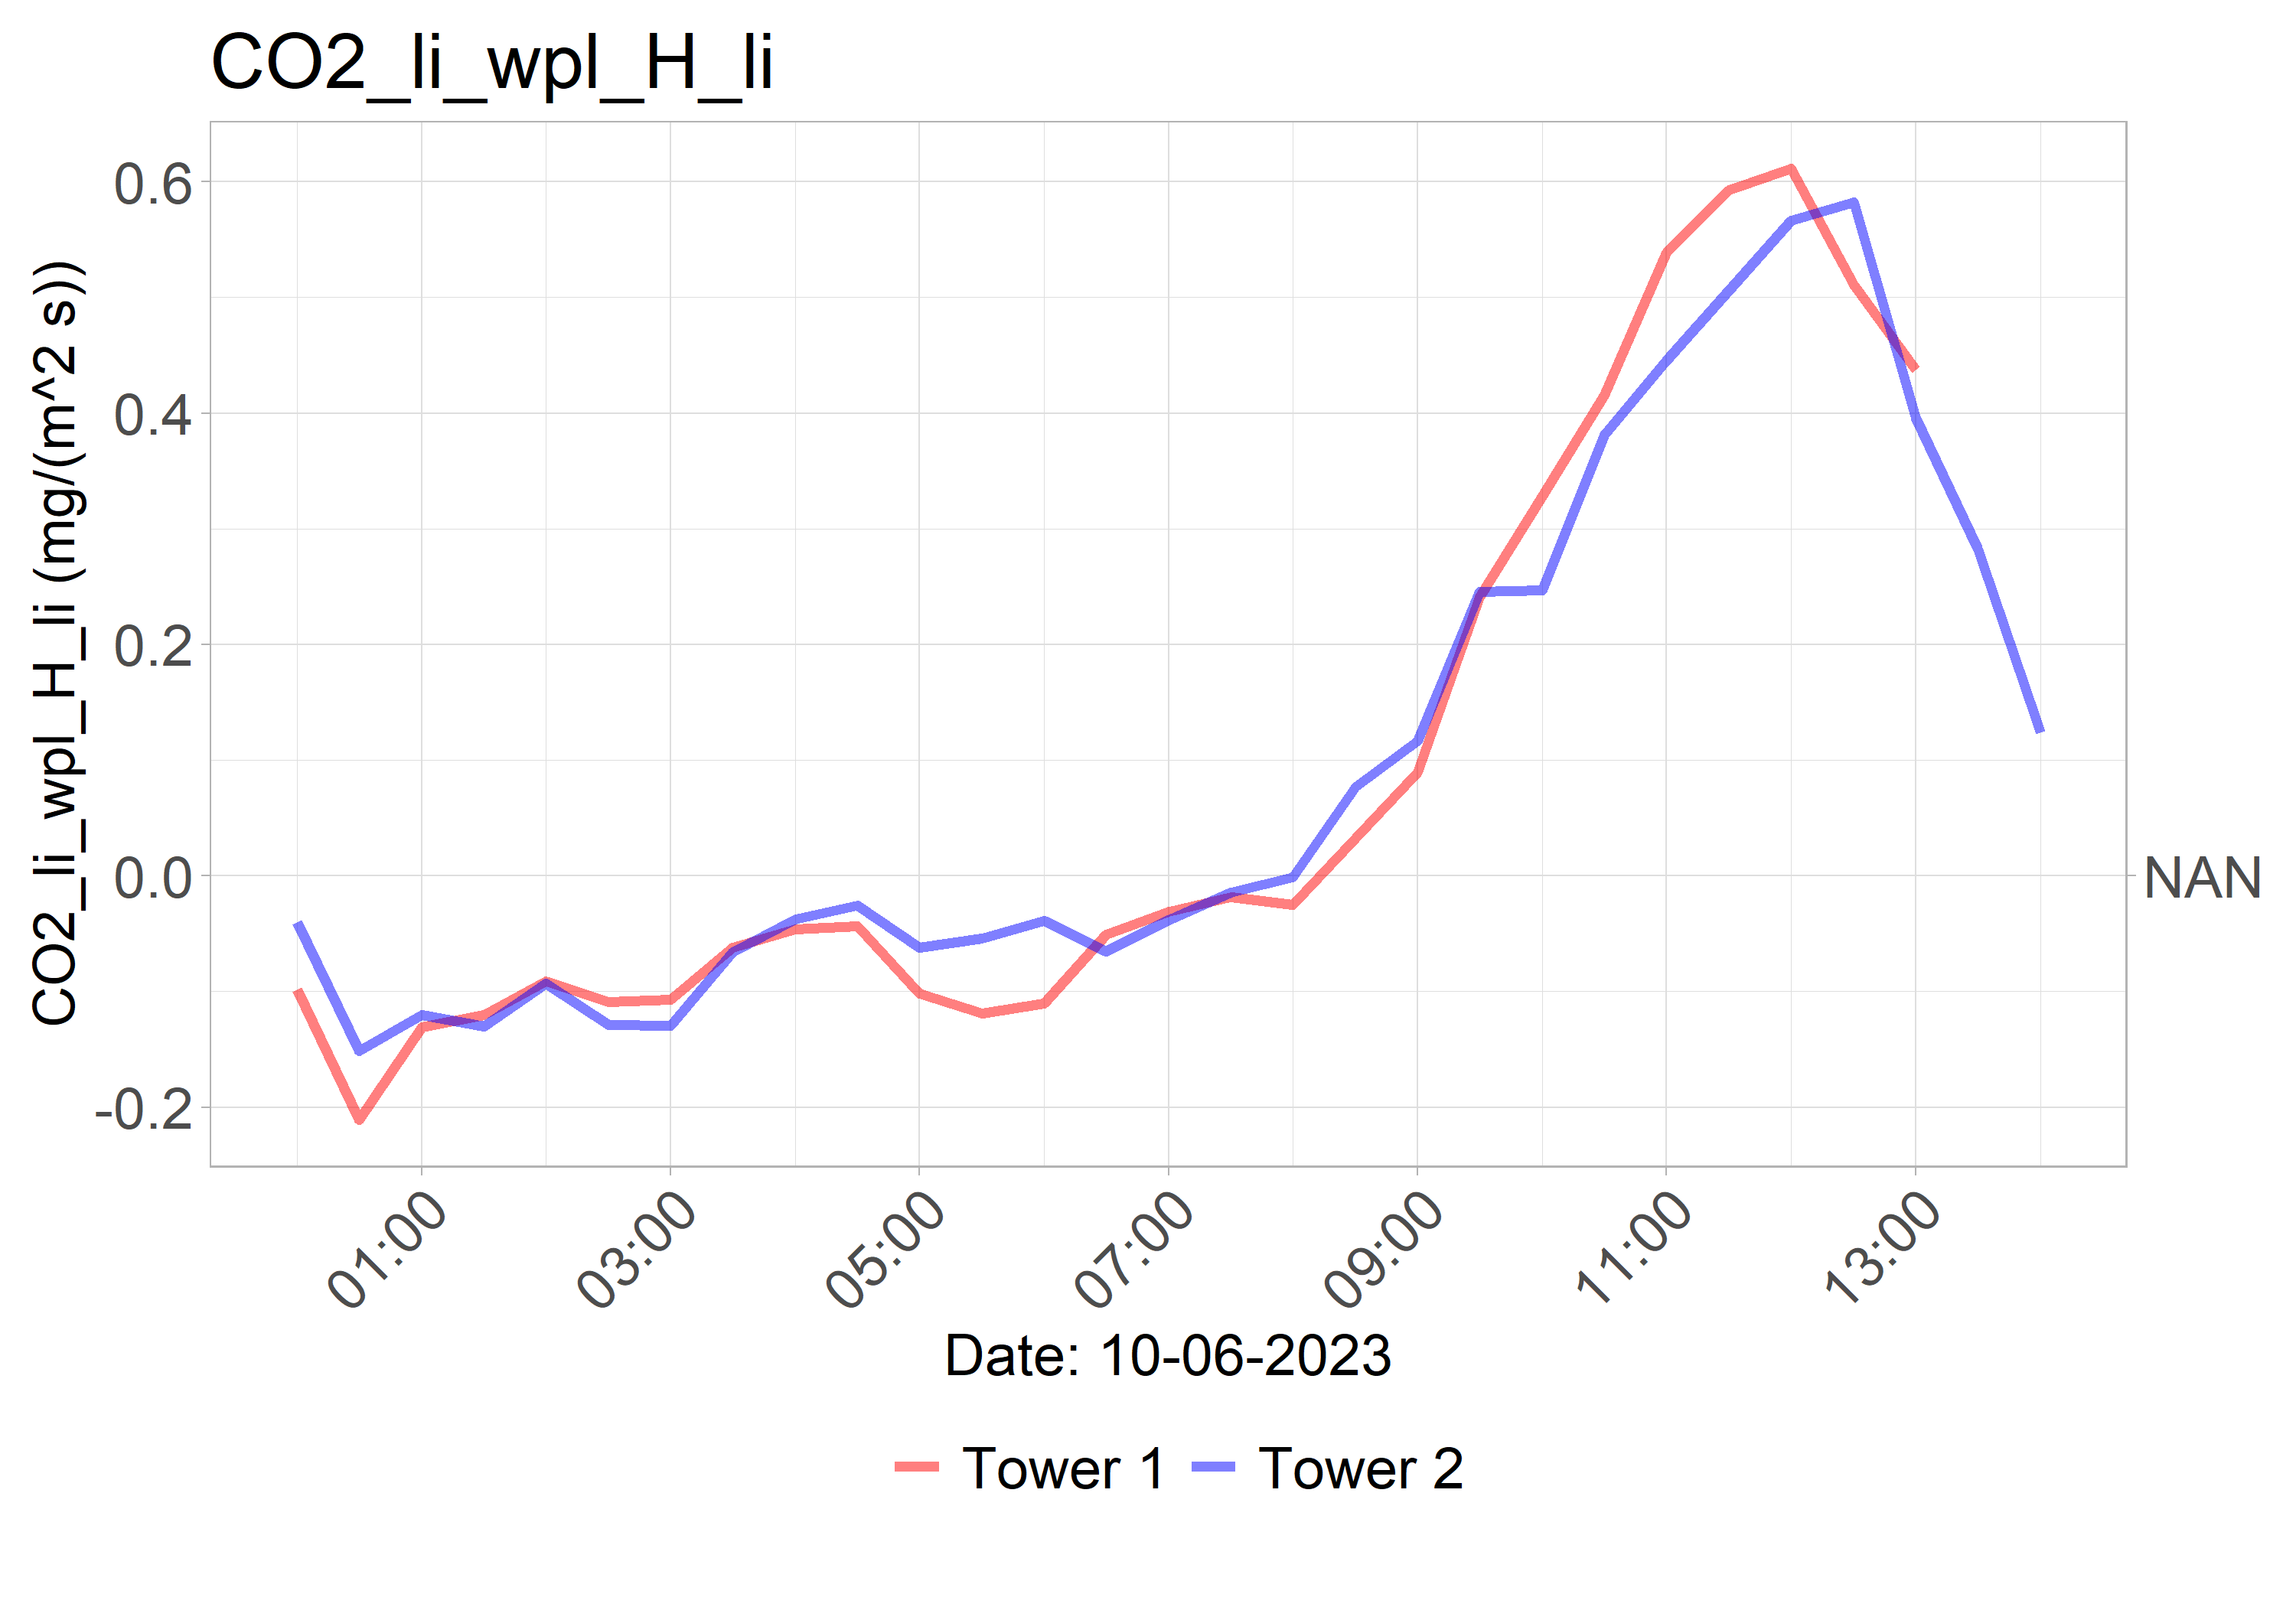 CO2_li_wpl_H_li
CO2_li_wpl_H_li (mg/(m^2 s))
0.6
0.4
0.2
0.0
-0.2
NAN
01:00
03:00
05:00
07:00
09:00
11:00
13:00
Date: 10-06-2023
Tower 1
Tower 2